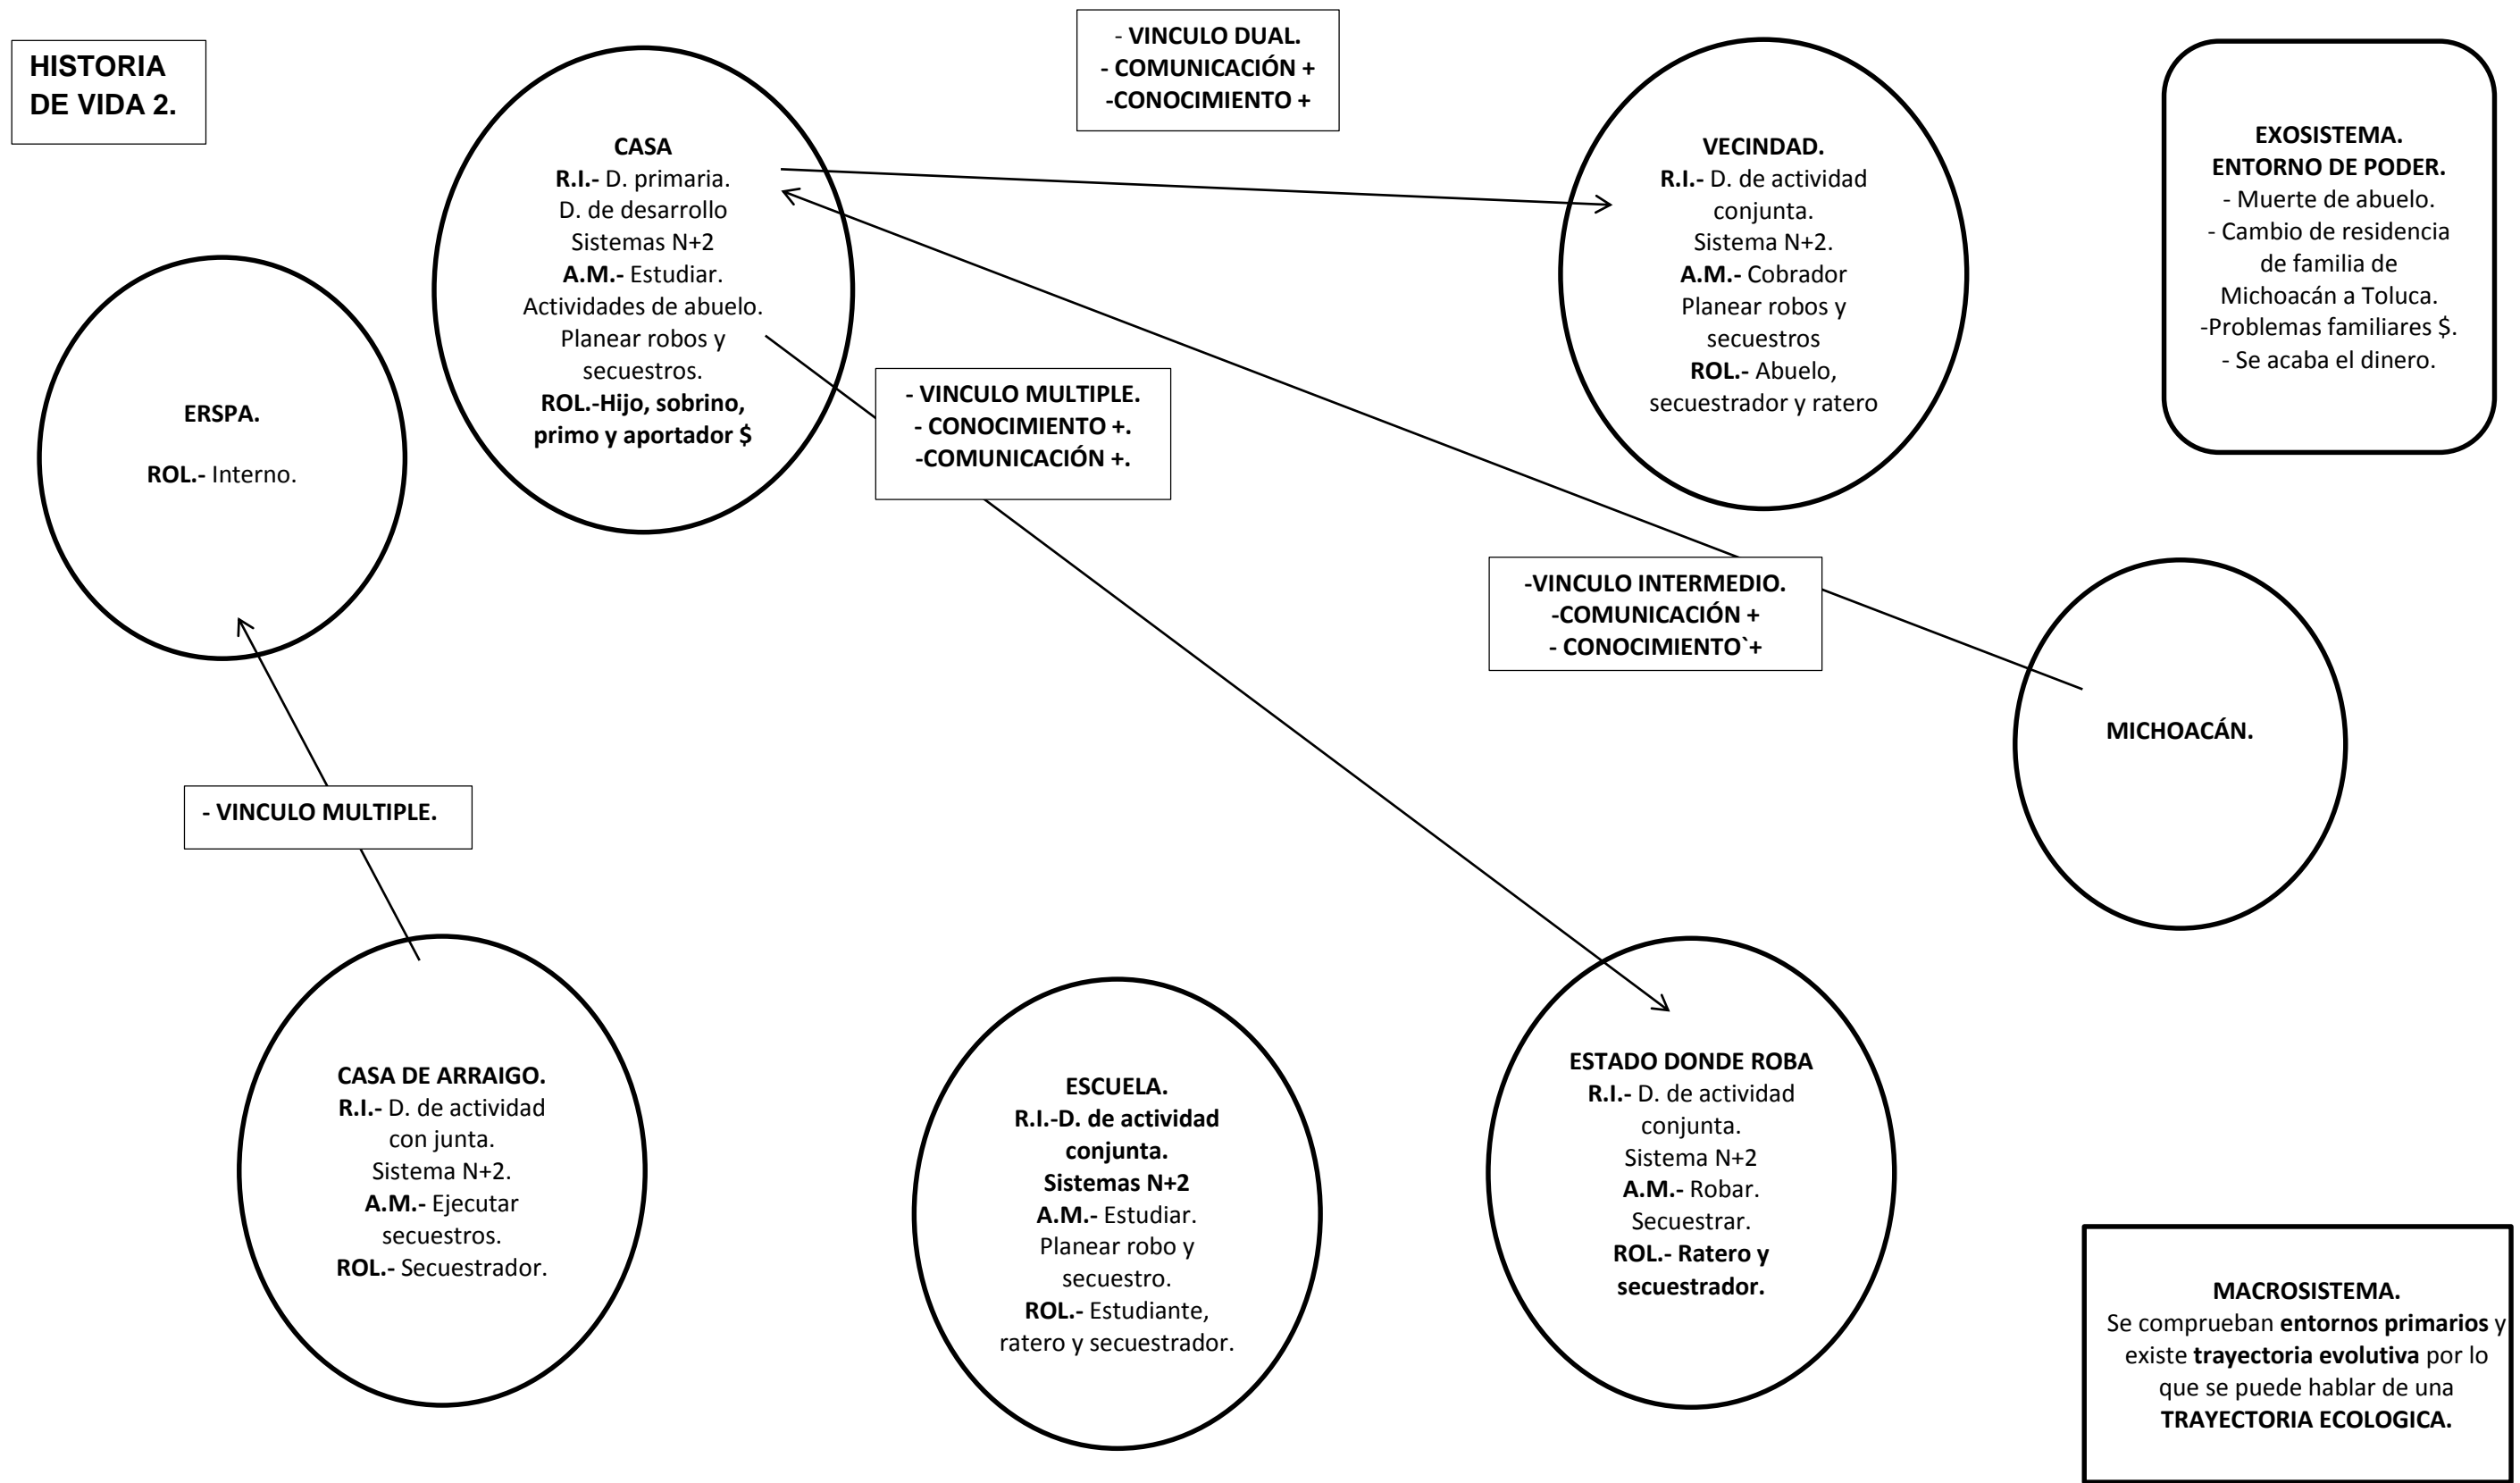 HISTORIA
DE VIDA 2.
- VINCULO DUAL.
- COMUNICACIÓN +
-CONOCIMIENTO +
CASA
R.I.- D. primaria.
D. de desarrollo
Sistemas N+2
A.M.- Estudiar.
Actividades de abuelo.
Planear robos y
secuestros.
ROL.-Hijo, sobrino,
primo y aportador $
VECINDAD.
R.I.- D. de actividad
conjunta.
Sistema N+2.
A.M.- Cobrador
Planear robos y
secuestros
ROL.- Abuelo,
secuestrador y ratero
EXOSISTEMA.
ENTORNO DE PODER.
- Muerte de abuelo.
- Cambio de residencia
de familia de
Michoacán a Toluca.
-Problemas familiares $.
- Se acaba el dinero.
ERSPA.
ROL.- Interno.
- VINCULO MULTIPLE.
- CONOCIMIENTO +.
-COMUNICACIÓN +.
-VINCULO INTERMEDIO.
-COMUNICACIÓN +
- CONOCIMIENTO`+
MICHOACÁN.
- VINCULO MULTIPLE.
CASA DE ARRAIGO.
R.I.- D. de actividad
con junta.
Sistema N+2.
A.M.- Ejecutar
secuestros.
ROL.- Secuestrador.
ESCUELA.
R.I.-D. de actividad
conjunta.
Sistemas N+2
A.M.- Estudiar.
Planear robo y
secuestro.
ROL.- Estudiante,
ratero y secuestrador.
ESTADO DONDE ROBA
R.I.- D. de actividad
conjunta.
Sistema N+2
A.M.- Robar.
Secuestrar.
ROL.- Ratero y
secuestrador.
MACROSISTEMA.
Se comprueban entornos primarios y
existe trayectoria evolutiva por lo
que se puede hablar de una
TRAYECTORIA ECOLOGICA.